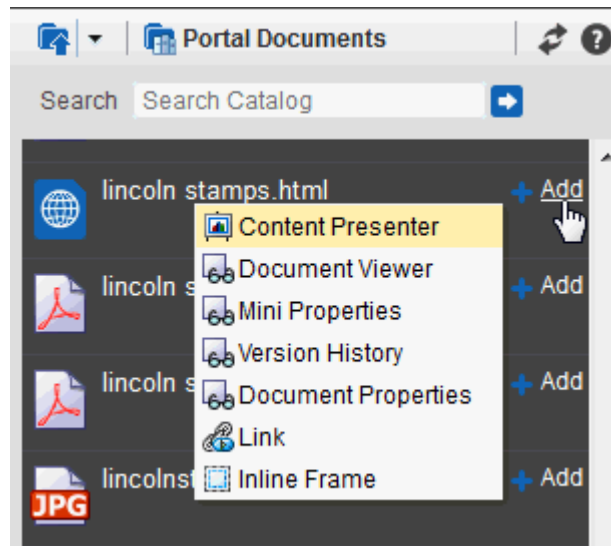 Portal Documents ?
Search Search Catalog
lincoln stamps.html Add
Content Presenter
Document Viewer
lincoln s Add
Mini Properties
Version History
lincoln s Add
Document Properties
Link
lincolnst Add
Inline Frame
JPG